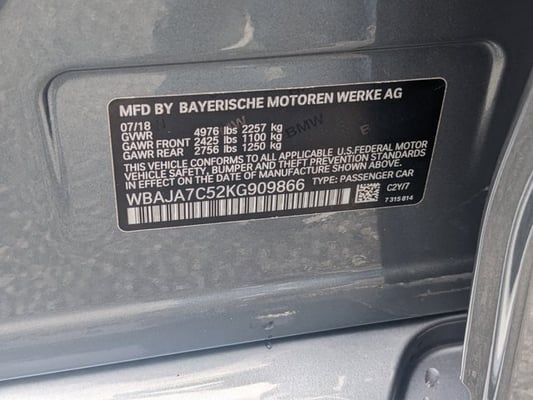 MFD BY BAYERISCHE MOTOREN WERKE AG
07/18
GVWR 4976 lbs 2257 kg
GAWR FRONT 2425 lbs 1100 kg
GAWR REAR 2756 lbs 1250 kg
THIS VEHICLE CONFORMS TO ALL APPLICABLE U.S.FEDERAL MOTOR
VEHICLE SAFETY, BUMPER AND THEFT PREVENTION STANDARDS
IN EFFECT ON THE DATE OF MANUFACTURE SHOWN ABOVE.
WBAJA7C52KG909866 TYPE: PASSENGER CAR
C2Y/7
7 315 814
BMW
BMW